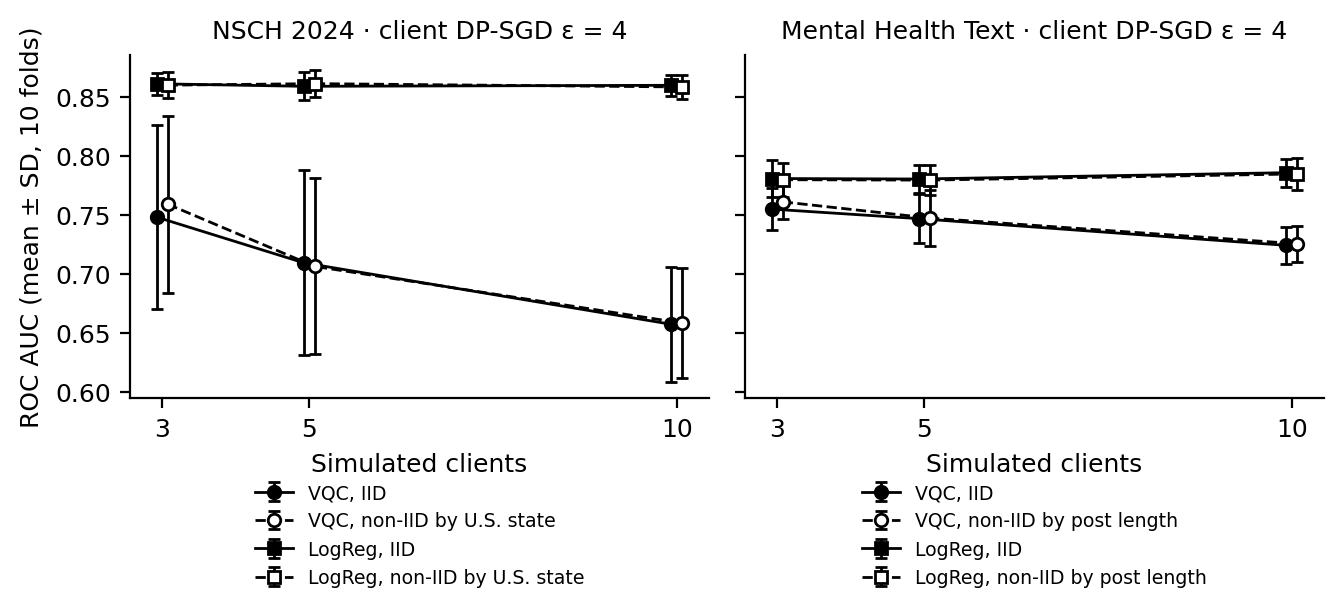 NSCH 2024 · client DP-SGD ε = 4
Mental Health Text · client DP-SGD ε = 4
ROC AUC (mean ± SD, 10 folds)
0.85
0.80
0.75
0.70
0.65
0.60
3
5
10
3
5
10
Simulated clients
Simulated clients
VQC, IID
VQC, non-IID by U.S. state
LogReg, IID
LogReg, non-IID by U.S. state
VQC, IID
VQC, non-IID by post length
LogReg, IID
LogReg, non-IID by post length